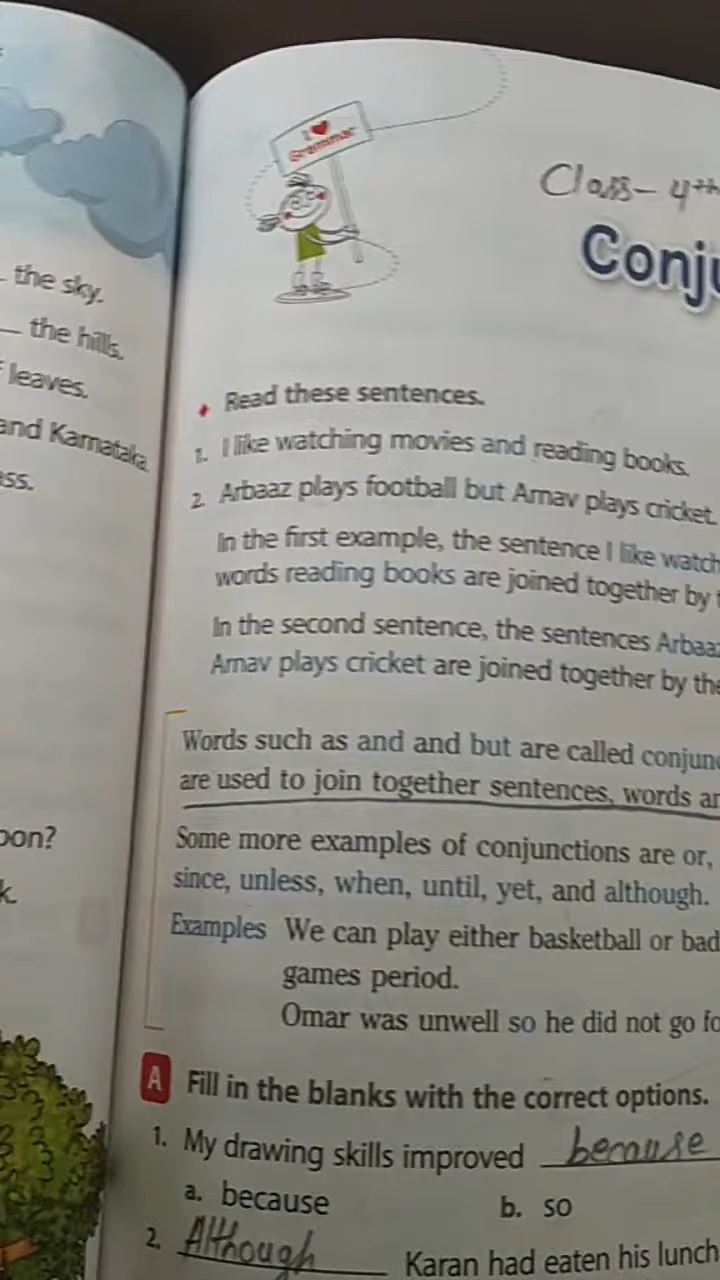 the sky.
the hills.
leaves.
and Karnataka.
ss.
oon?
k.
I ♥
Grammar
Class - 4th
Conju
Read these sentences.
1. I like watching movies and reading books.
2. Arbaaz plays football but Arnav plays cricket.
In the first example, the sentence I like watch
words reading books are joined together by t
In the second sentence, the sentences Arbaaz
Arnav plays cricket are joined together by the
Words such as and and but are called conjunc
are used to join together sentences, words an
Some more examples of conjunctions are or,
since, unless, when, until, yet, and although.
Examples We can play either basketball or bad
games period.
Omar was unwell so he did not go fo
A Fill in the blanks with the correct options.
1. My drawing skills improved because
a. because b. so
2. Although Karan had eaten his lunch